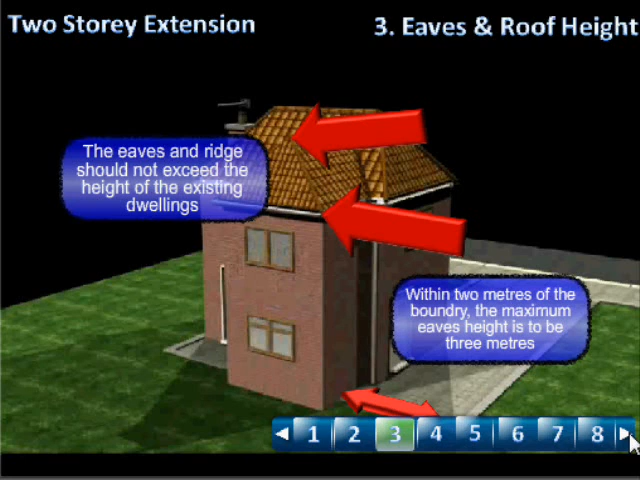 Two Storey Extension
3. Eaves & Roof Height
The eaves and ridge
should not exceed the
height of the existing
dwellings
Within two metres of the
boundry, the maximum
eaves height is to be
three metres
1 2 3 4 5 6 7 8